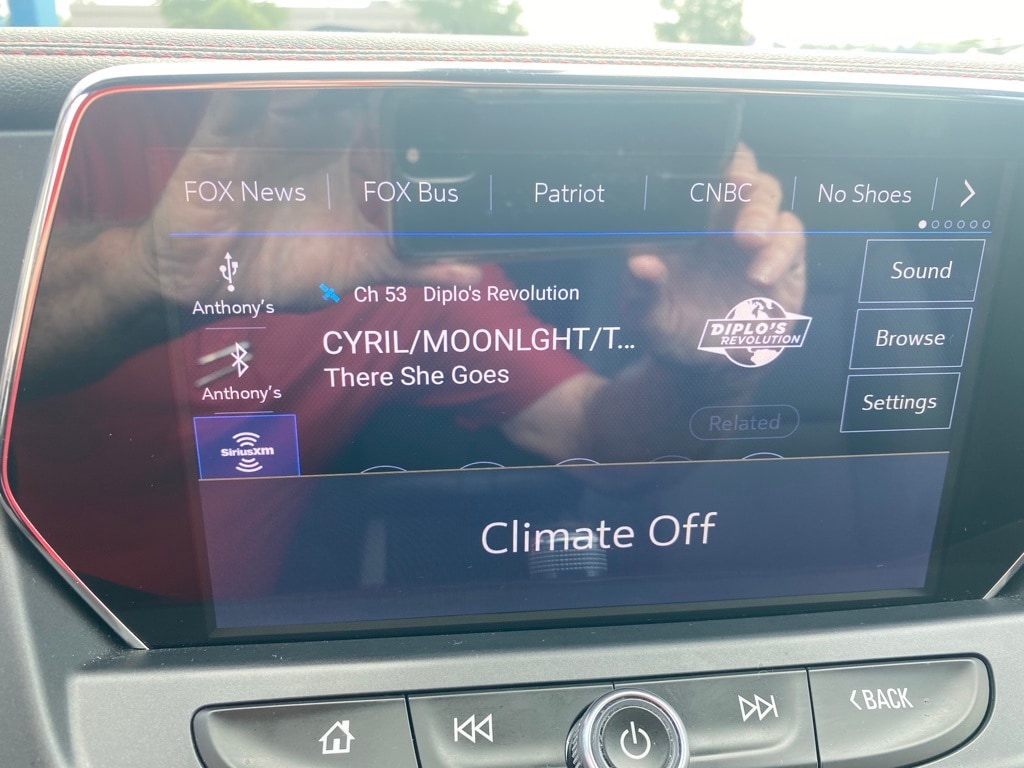 FOX News FOX Bus Patriot CNBC No Shoes
Anthony's
Ch 53 Diplo's Revolution
CYRIL/MOONLGHT/T...
There She Goes
DIPLO'S
REVOLUTION
Sound
Browse
Settings
Anthony's
SiriusXM
Related
Climate Off
BACK